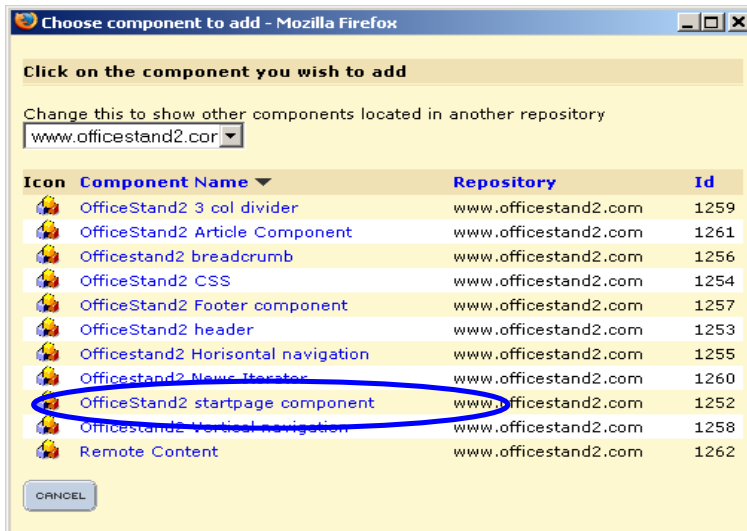 Choose component to add - Mozilla Firefox
Click on the component you wish to add
Change this to show other components located in another repository
www.officestand2.cor
Icon Component Name Repository Id
OfficeStand2 3 col divider www.officestand2.com 1259
OfficeStand2 Article Component www.officestand2.com 1261
Officestand2 breadcrumb www.officestand2.com 1256
OfficeStand2 CSS www.officestand2.com 1254
OfficeStand2 Footer component www.officestand2.com 1257
OfficeStand2 header www.officestand2.com 1253
Officestand2 Horisontal navigation www.officestand2.com 1255
Officestand2 News Iterator www.officestand2.com 1260
OfficeStand2 startpage component www.officestand2.com 1252
Officestand2 Vertical navigation www.officestand2.com 1258
Remote Content www.officestand2.com 1262
CANCEL